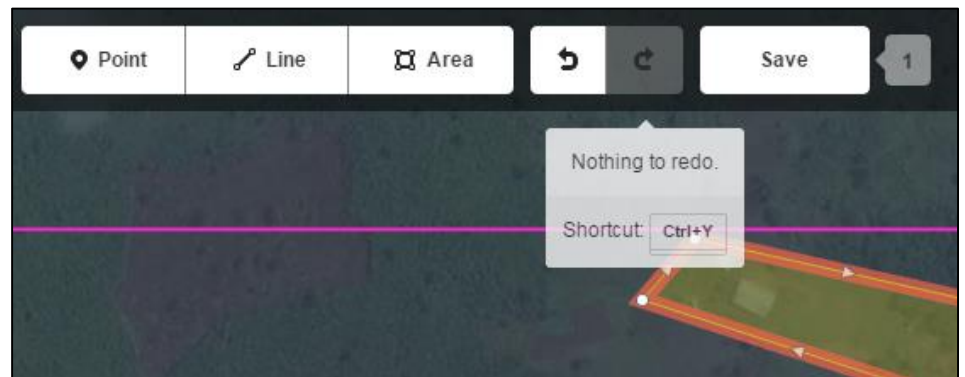 Point Line Area Save 1
Nothing to redo.
Shortcut: Ctrl+Y